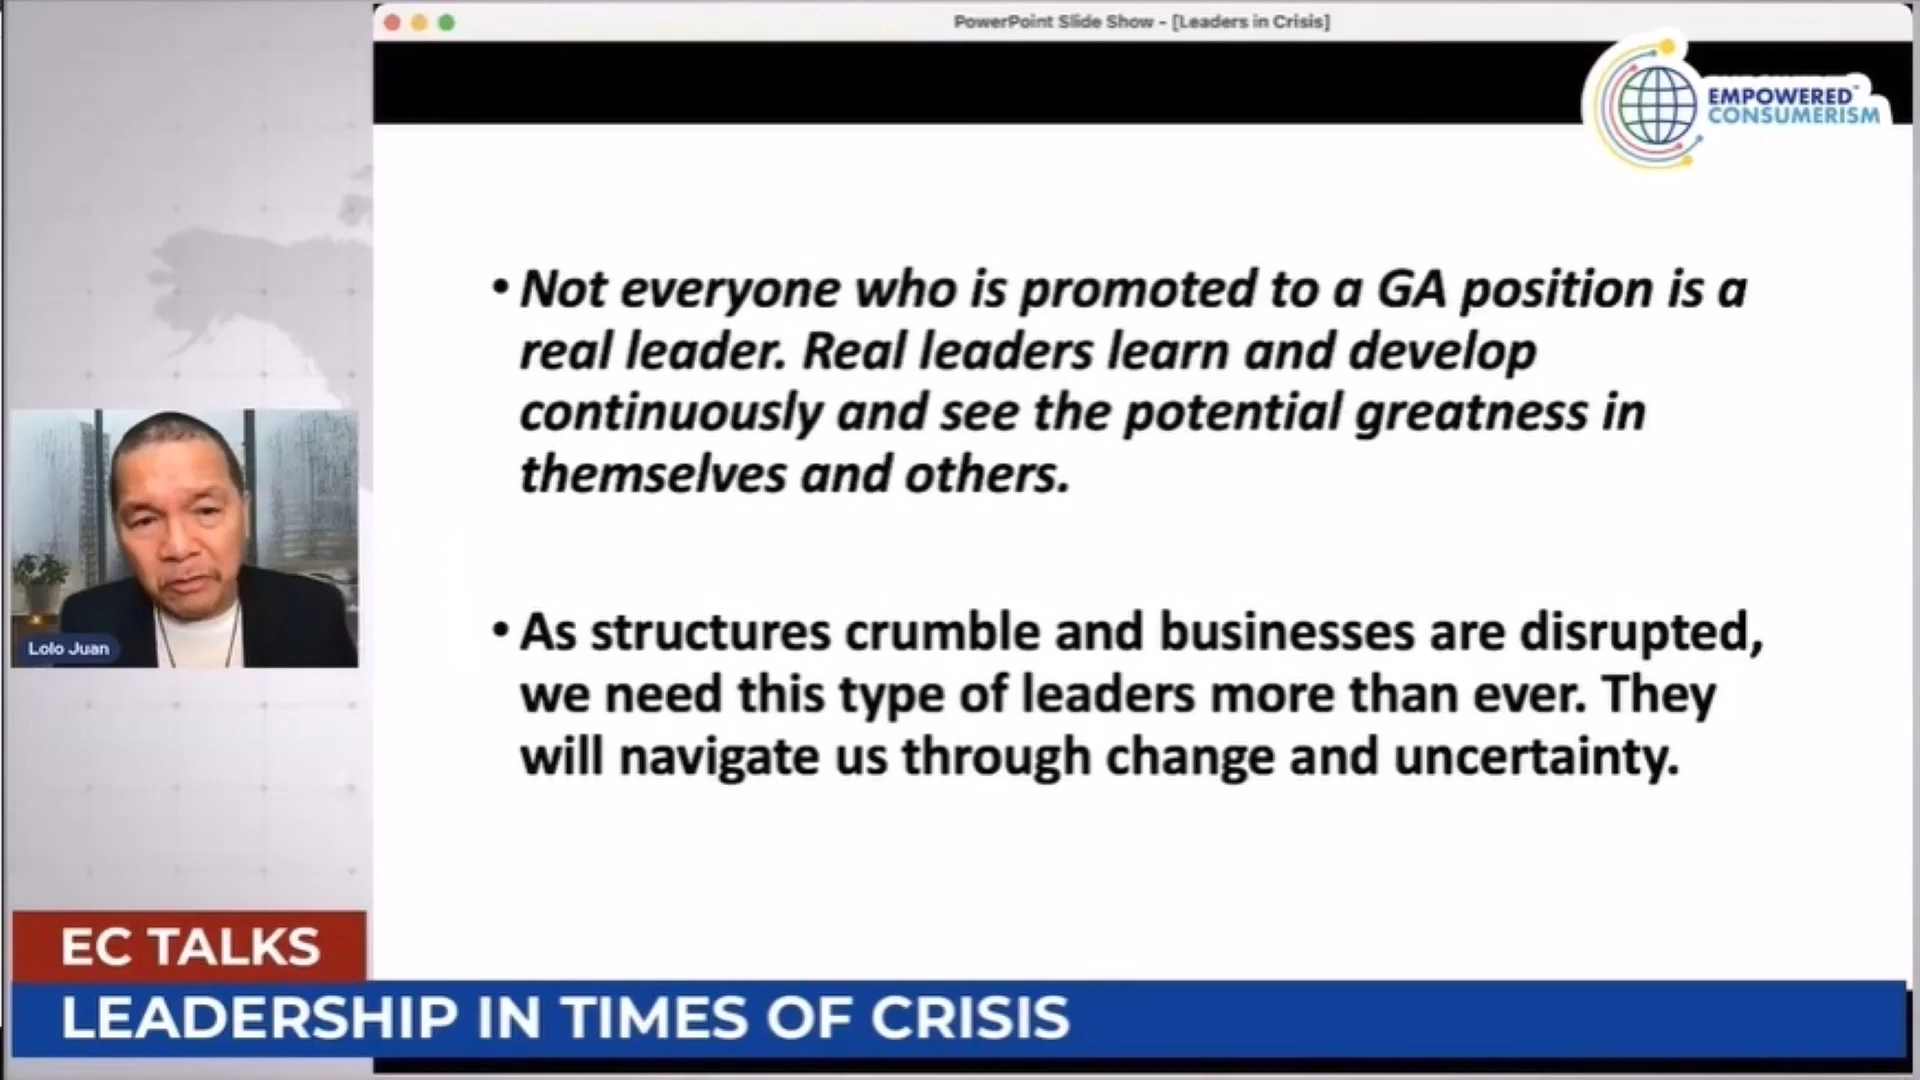 PowerPoint Slide Show - [Leaders in Crisis]
EMPOWERED™
CONSUMERISM
• Not everyone who is promoted to a GA position is a
real leader. Real leaders learn and develop
continuously and see the potential greatness in
themselves and others.
• As structures crumble and businesses are disrupted,
we need this type of leaders more than ever. They
will navigate us through change and uncertainty.
Lolo Juan
EC TALKS
LEADERSHIP IN TIMES OF CRISIS